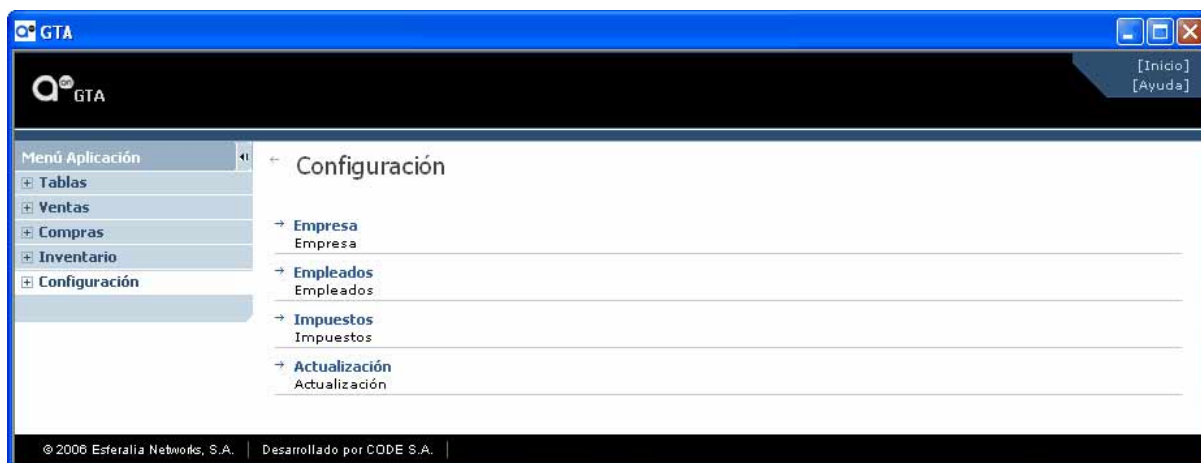 GTA
[Inicio]
[Ayuda]
aon GTA
Menú Aplicación
Tablas
Ventas
Compras
Inventario
Configuración
Configuración
Empresa
Empresa
Empleados
Empleados
Impuestos
Impuestos
Actualización
Actualización
© 2006 Esferalia Networks, S.A. | Desarrollado por CODE S.A. |